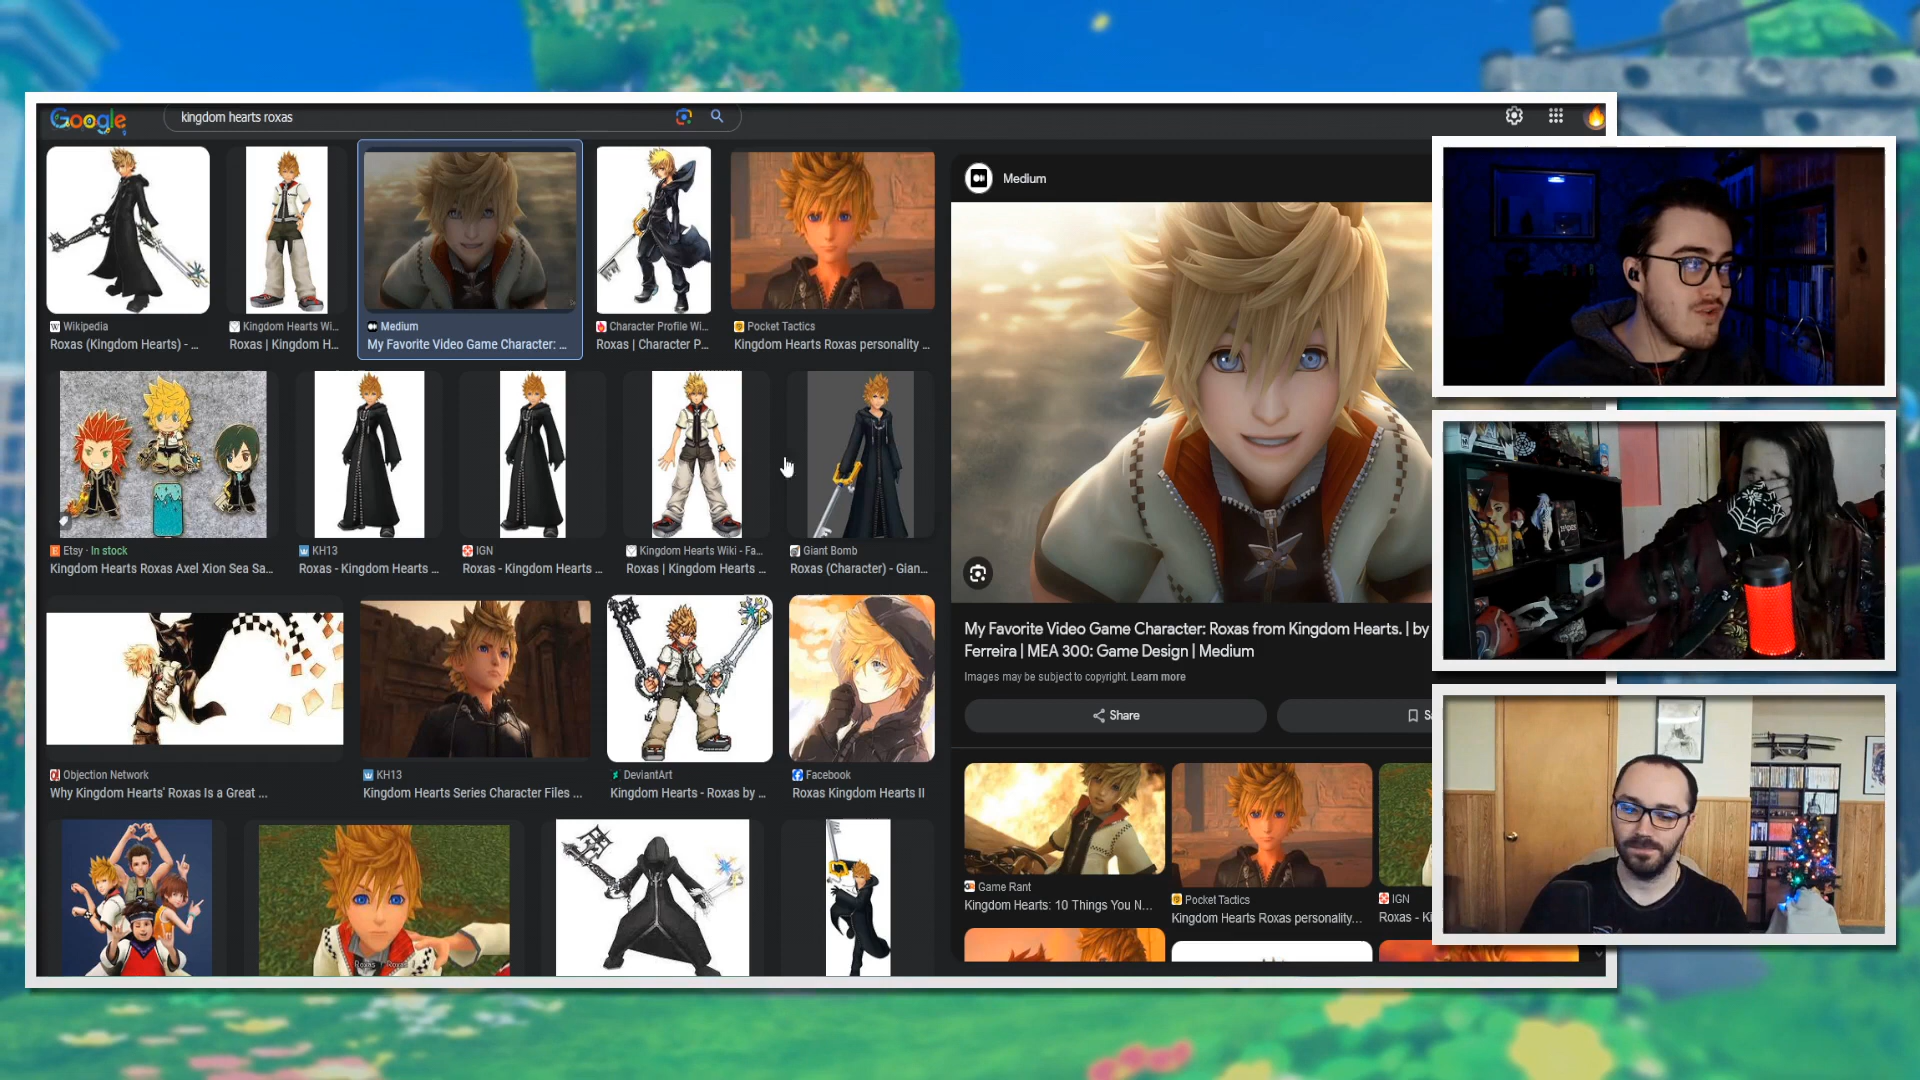 Google
kingdom hearts roxas
Wikipedia
Roxas (Kingdom Hearts) - ...
Kingdom Hearts Wi...
Roxas | Kingdom H...
Medium
My Favorite Video Game Character: ...
Character Profile Wi...
Roxas | Character P...
Pocket Tactics
Kingdom Hearts Roxas personality ...
Etsy · In stock
Kingdom Hearts Roxas Axel Xion Sea Sa...
KH13
Roxas - Kingdom Hearts ...
IGN
Roxas - Kingdom Hearts ...
Kingdom Hearts Wiki - Fa...
Roxas | Kingdom Hearts ...
Giant Bomb
Roxas (Character) - Gian...
Objection Network
Why Kingdom Hearts' Roxas Is a Great ...
KH13
Kingdom Hearts Series Character Files ...
DeviantArt
Kingdom Hearts - Roxas by ...
Facebook
Roxas Kingdom Hearts II
Medium
My Favorite Video Game Character: Roxas from Kingdom Hearts. | by
Ferreira | MEA 300: Game Design | Medium
Images may be subject to copyright. Learn more
Share
Game Rant
Kingdom Hearts: 10 Things You N...
Pocket Tactics
Kingdom Hearts Roxas personality...
IGN
Roxas - Ki